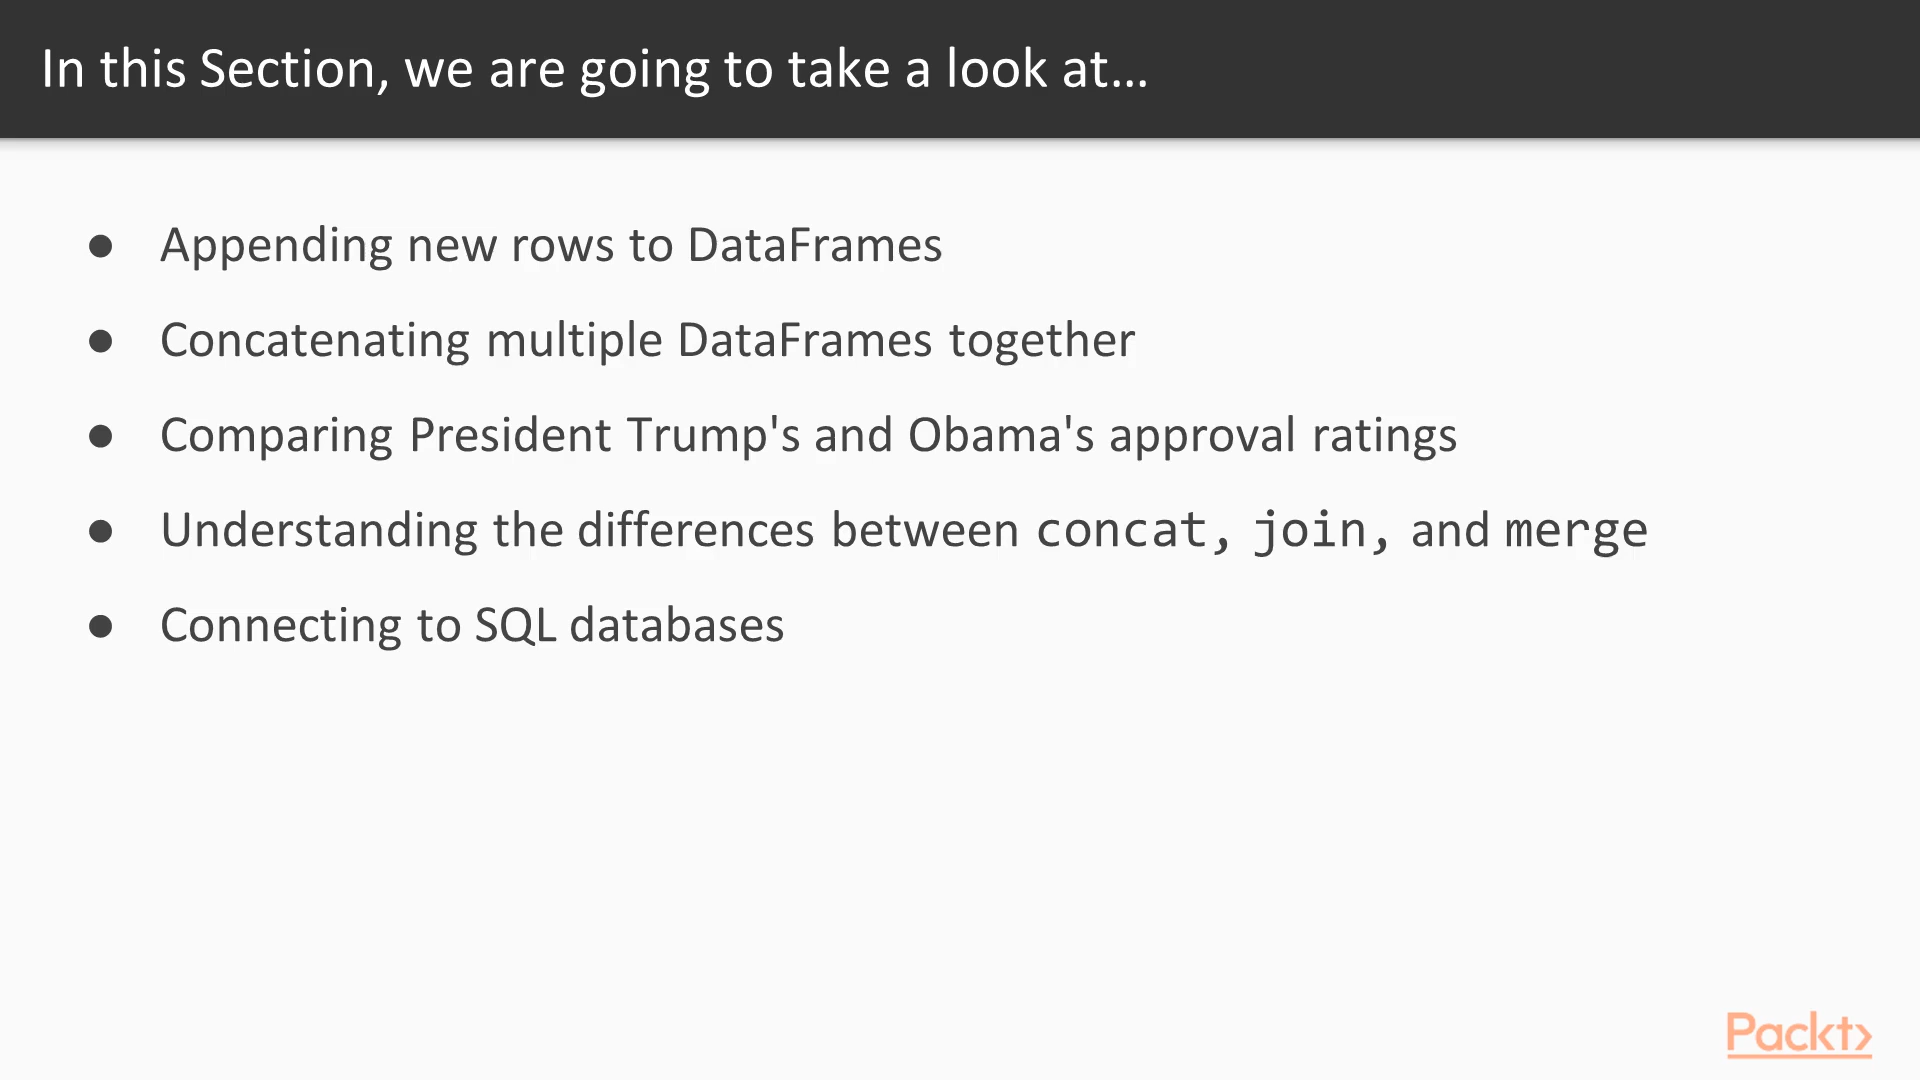 In this Section, we are going to take a look at...
● Appending new rows to DataFrames
● Concatenating multiple DataFrames together
● Comparing President Trump's and Obama's approval ratings
● Understanding the differences between concat, join, and merge
● Connecting to SQL databases
Packt>